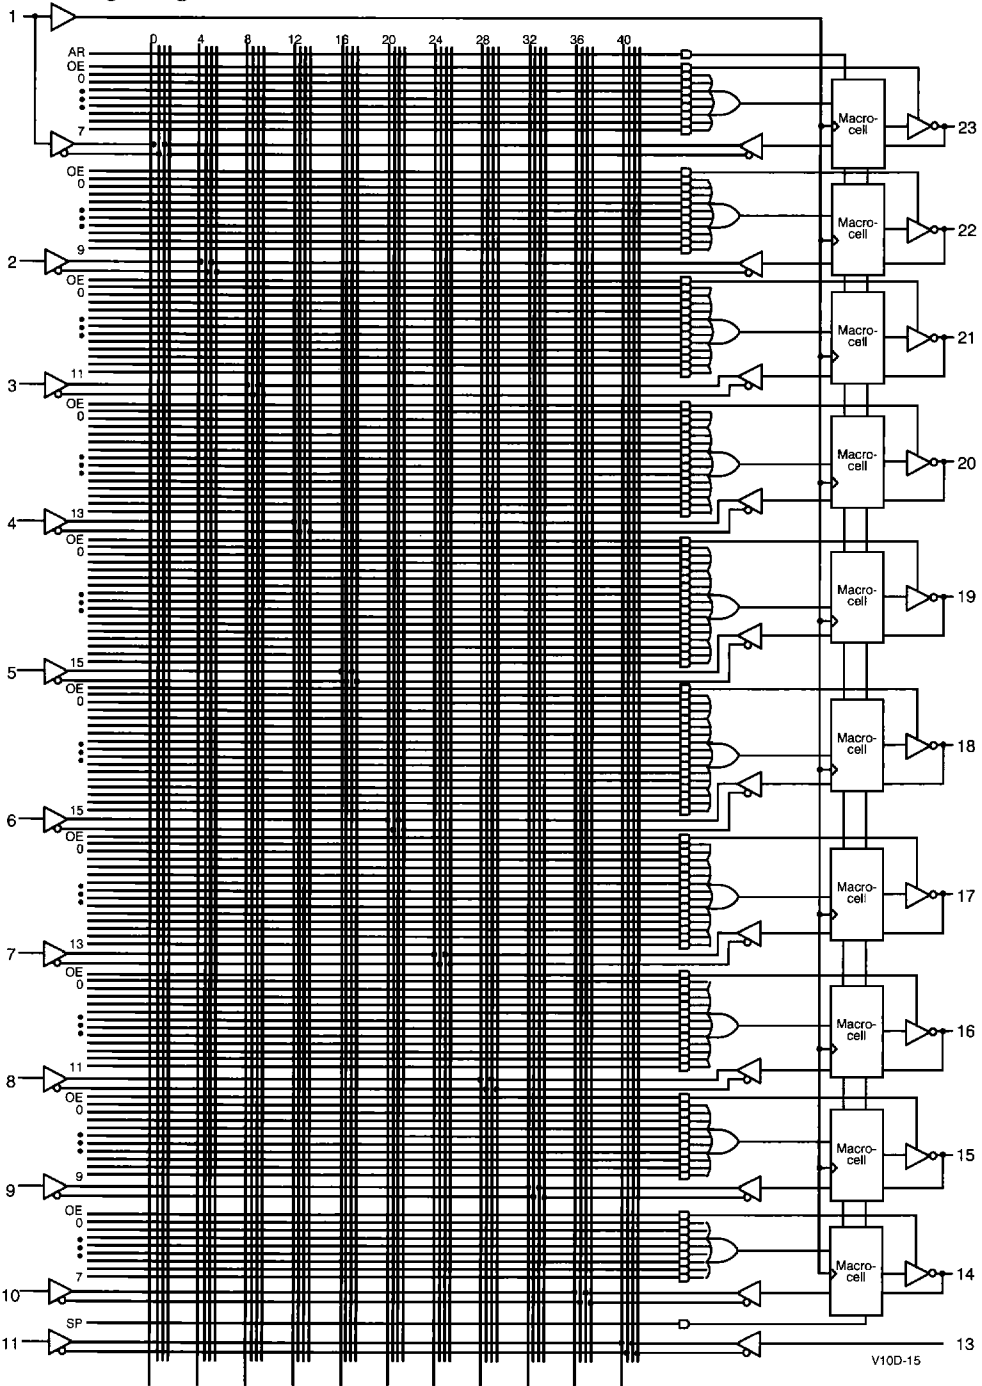 1
0 4 8 12 16 20 24 28 32 36 40
AR
OE
0
7
Macro-
cell
23
OE
0
9
Macro-
cell
22
2
OE
0
11
Macro-
cell
21
3
OE
0
13
Macro-
cell
20
4
OE
0
15
Macro-
cell
19
5
OE
0
15
Macro-
cell
18
6
OE
0
13
Macro-
cell
17
7
OE
0
11
Macro-
cell
16
8
OE
0
9
Macro-
cell
15
9
OE
0
7
Macro-
cell
14
10
SP
11
13
V10D-15